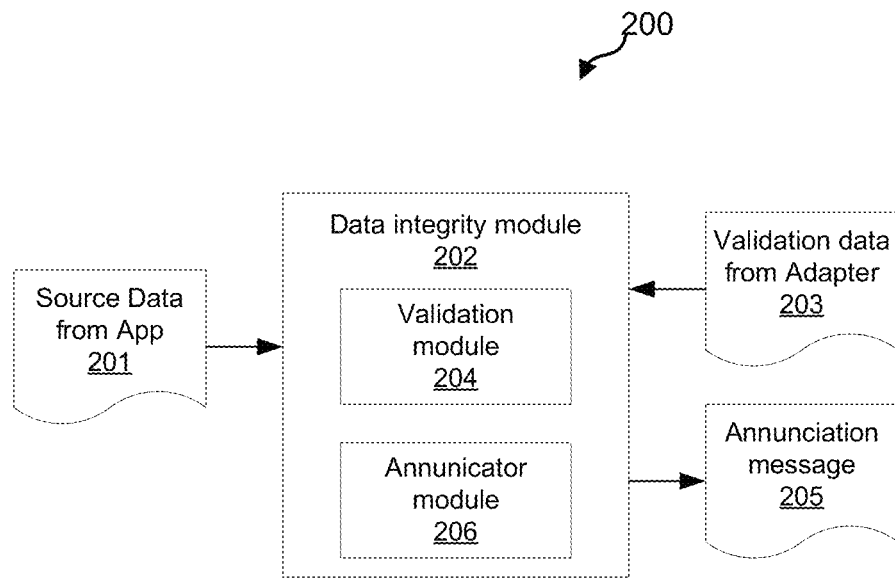 200
Data integrity module
202
Source Data
from App
201
Validation
module
204
Annunicator
module
206
Validation data
from Adapter
203
Annunciation
message
205